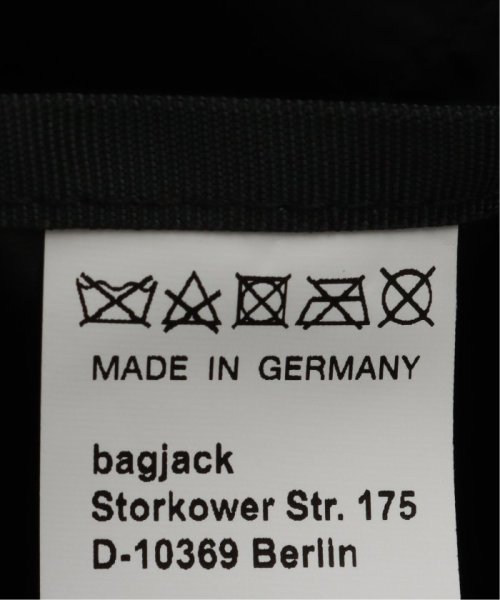 MADE IN GERMANY
bagjack
Storkower Str. 175
D-10369 Berlin